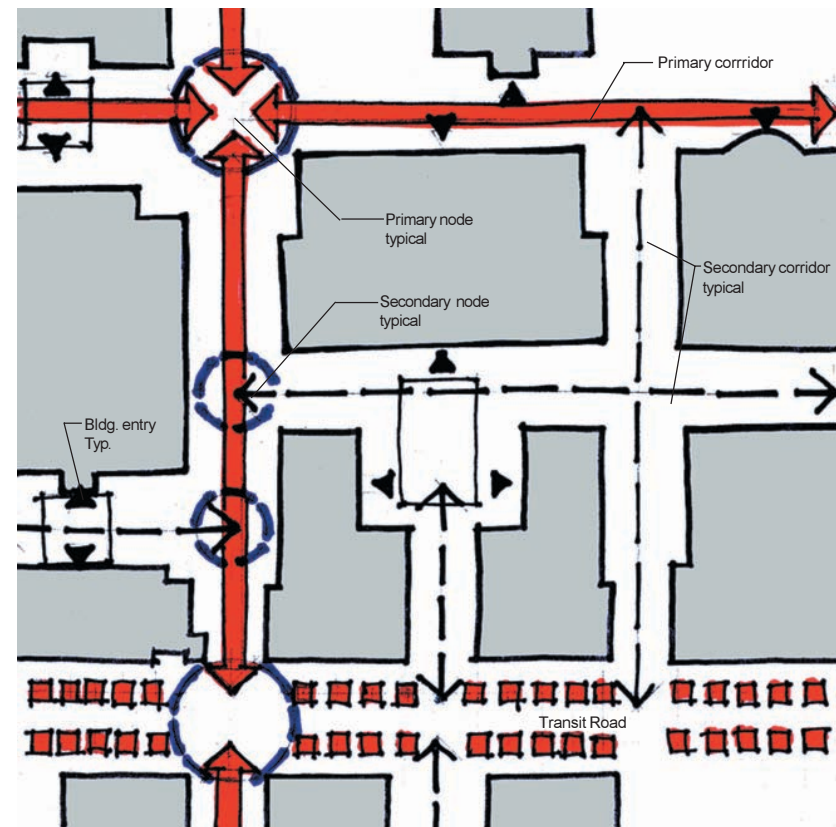 Primary corrridor
Primary node
typical
Secondary corridor
typical
Secondary node
typical
Bldg. entry
Typ.
Transit Road